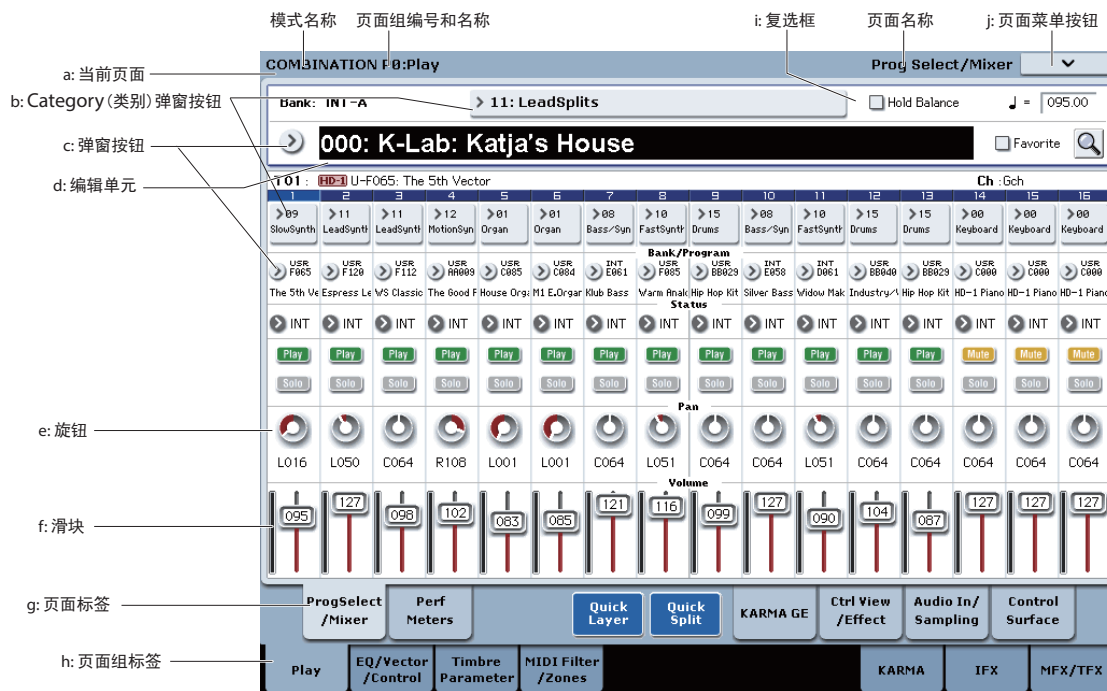 模式名称 页面组编号和名称 i: 复选框 页面名称 j: 页面菜单按钮
COMBINATION P0:Play Prog Select/Mixer
a: 当前页面
b: Category（类别）弹窗按钮
Bank: INT-A 11: LeadSplits Hold Balance ♩ = 095.00
c: 弹窗按钮
000: K-Lab: Katja's House Favorite
d: 编辑单元
T01 : HD-1 U-F065: The 5th Vector Ch :Gch
1 2 3 4 5 6 7 8 9 10 11 12 13 14 15 16
09 11 11 12 01 01 08 10 15 08 10 15 15 00 00 00
SlowSynth LeadSynth LeadSynth MotionSyn Organ Organ Bass/Syn FastSynth Drums Bass/Syn FastSynth Drums Drums Keyboard Keyboard Keyboard
Bank/Program
USR USR USR USR USR USR INT USR USR INT INT USR USR USR USR USR
F065 F120 F112 AA009 C085 C084 E061 F085 BB029 E058 D061 BB040 BB029 C000 C000 C000
The 5th Ve Espress Le WS Classic The Good F House Orga M1 E.Organ Klub Bass Warm Analo Hip Hop Kit Silver Bass Widow Mak Industry/ Hip Hop Kit HD-1 Piano HD-1 Piano HD-1 Piano
Status
INT INT INT INT INT INT INT INT INT INT INT INT INT INT INT INT
Play Play Play Play Play Play Play Play Play Play Play Play Play Mute Mute Mute
Solo Solo Solo Solo Solo Solo Solo Solo Solo Solo Solo Solo Solo Solo Solo Solo
Pan
e: 旋钮
L016 L050 C064 R108 L001 L001 C064 L051 C064 C064 L051 C064 C064 C064 C064 C064
Volume
095 127 098 102 083 085 121 116 099 127 090 104 087 127 127 127
f: 滑块
g: 页面标签
ProgSelect /Mixer Perf Meters Quick Layer Quick Split KARMA GE Ctrl View /Effect Audio In/ Sampling Control Surface
h: 页面组标签
Play EQ/Vector /Control Timbre Parameter MIDI Filter /Zones KARMA IFX MFX/TFX